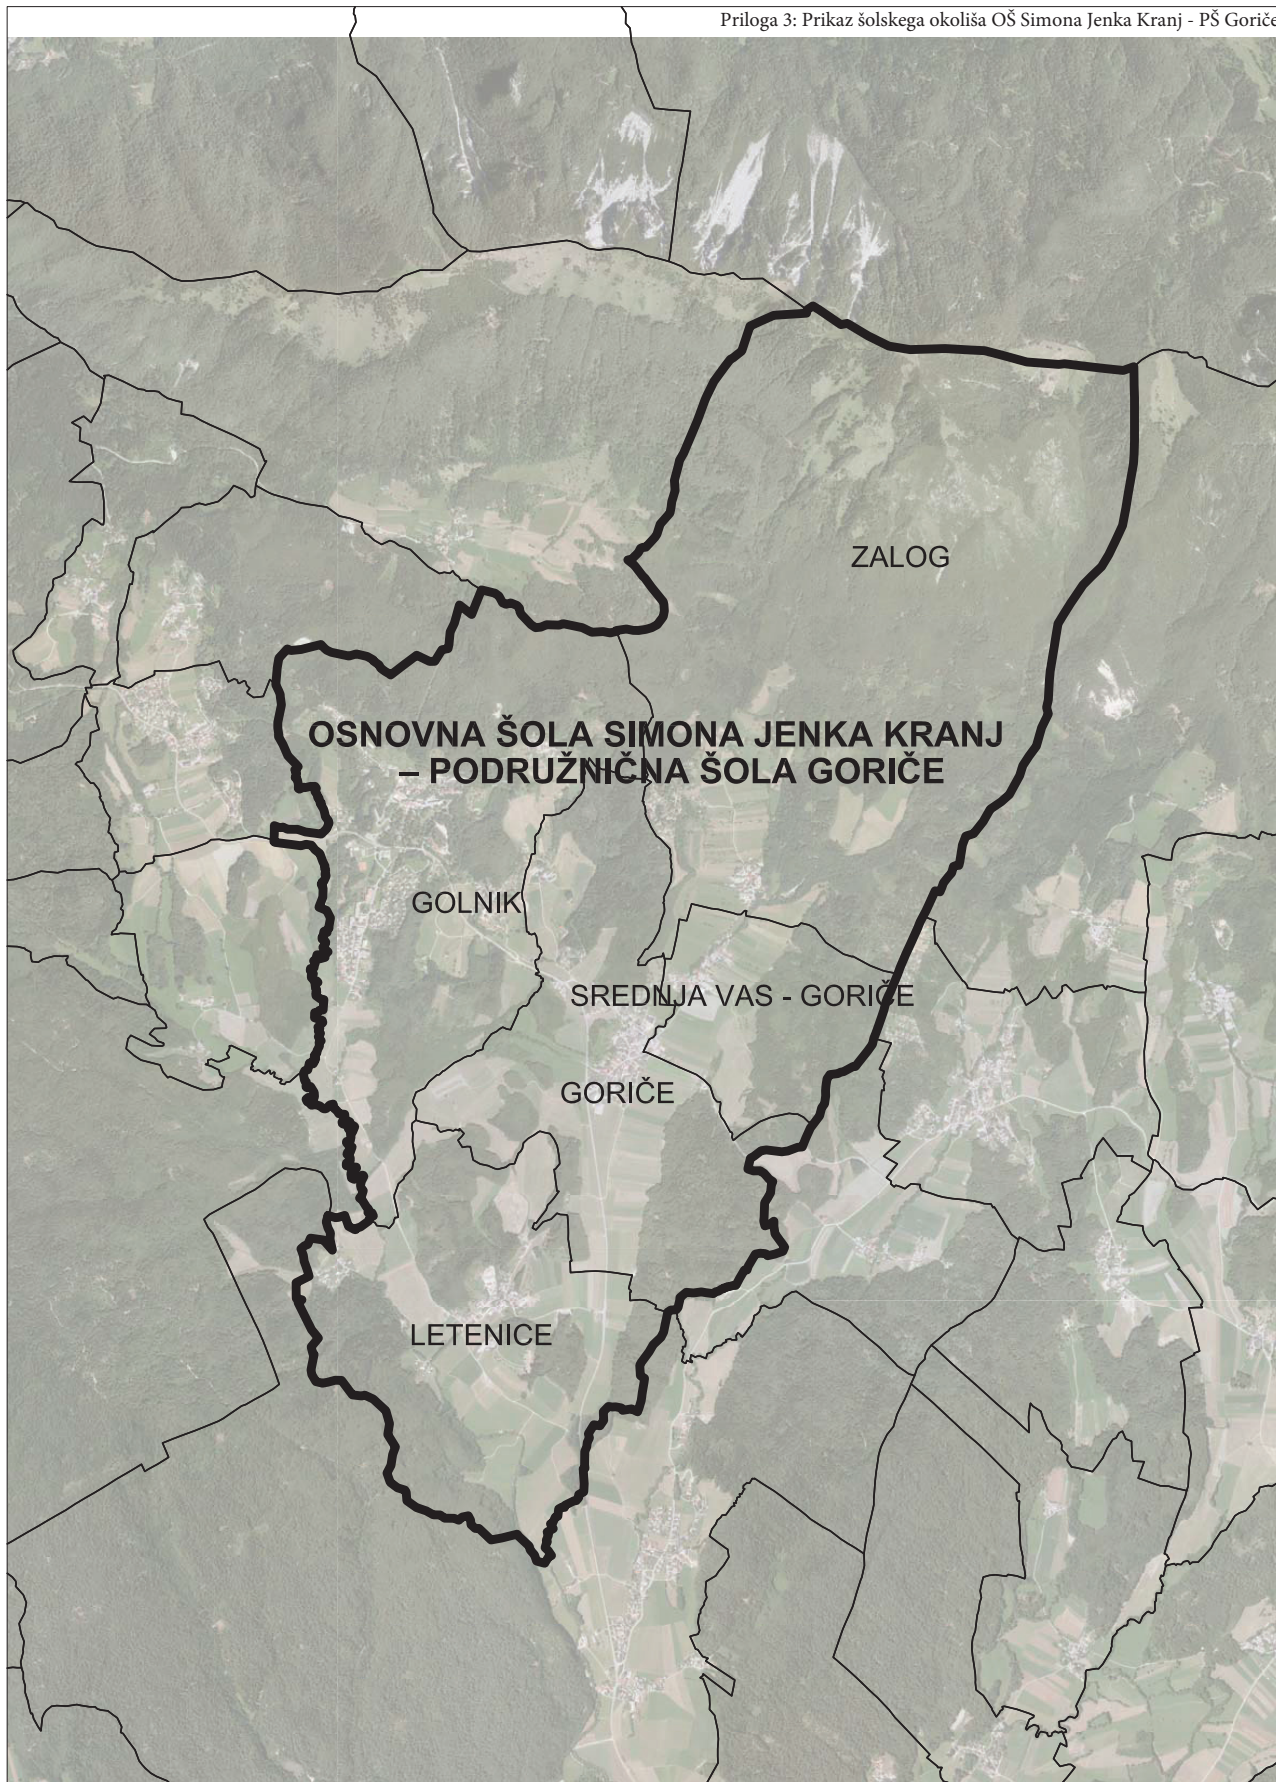 Priloga 3: Prikaz šolskega okoliša OŠ Simona Jenka Kranj - PŠ Goriče
ZALOG
OSNOVNA ŠOLA SIMONA JENKA KRANJ
– PODRUŽNIČNA ŠOLA GORIČE
GOLNIK
SREDNJA VAS - GORIČE
GORIČE
LETENICE